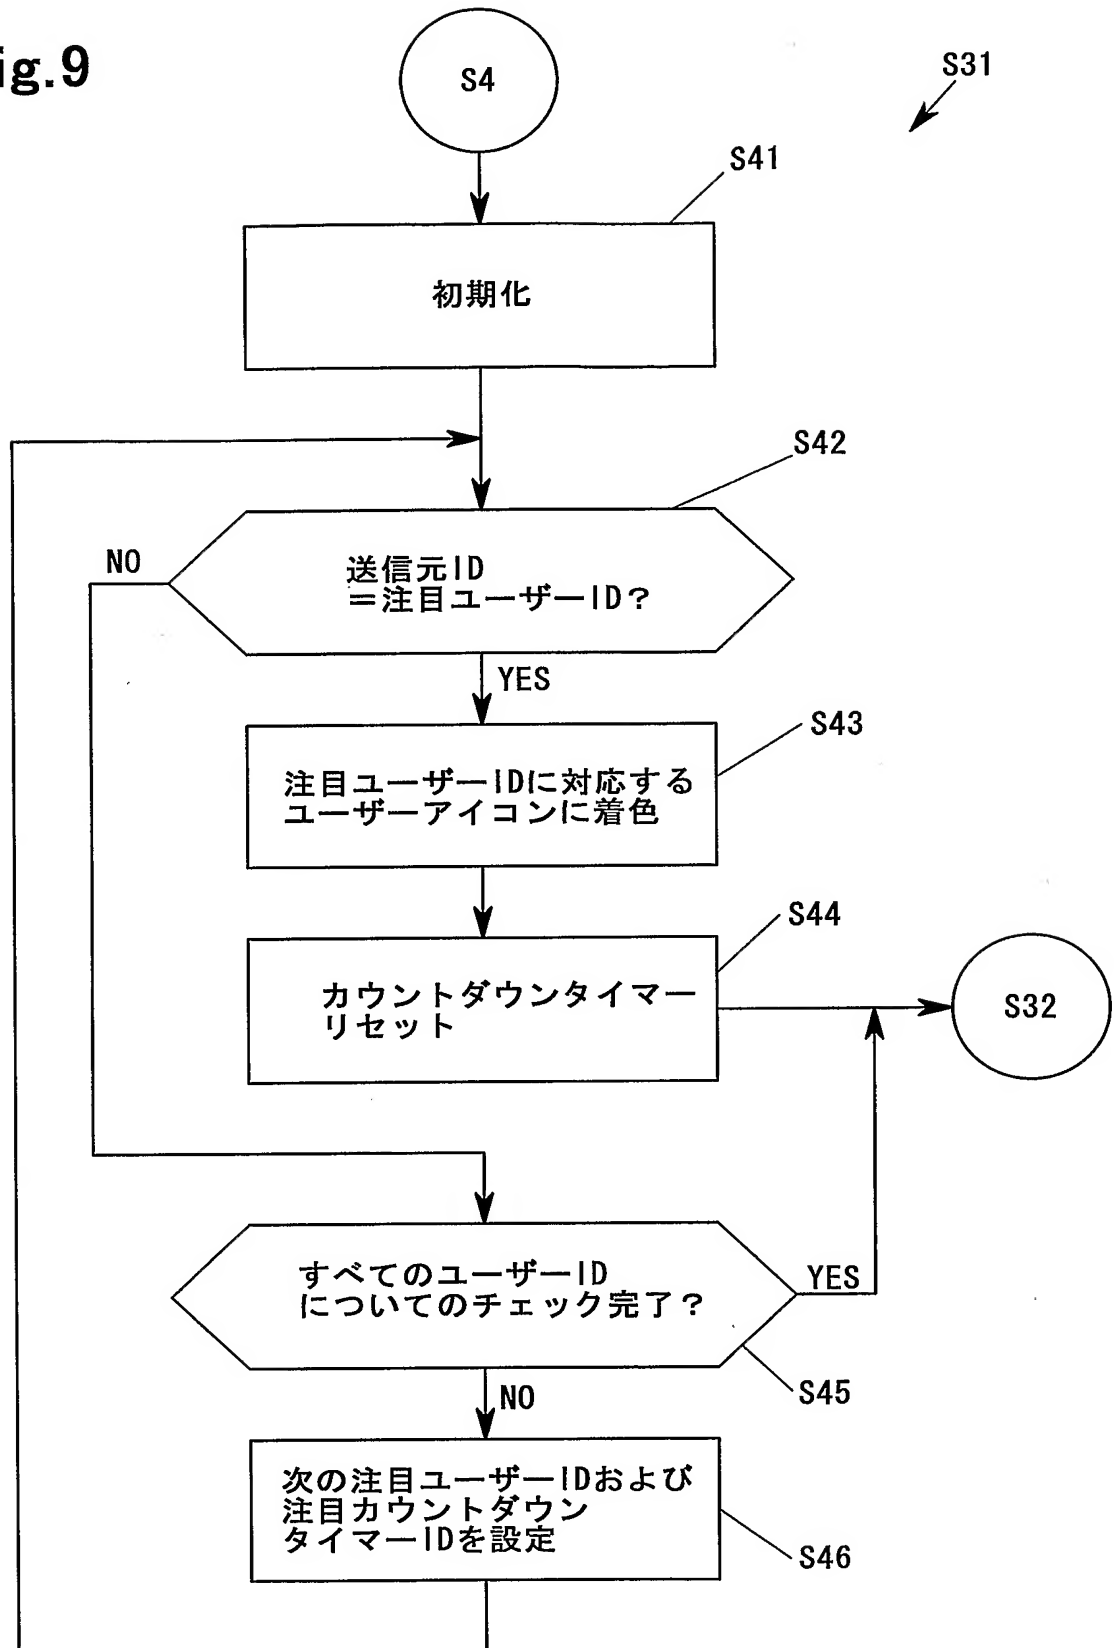 ig.9
S4
S31
S41
初期化
S42
NO
送信元ID
=注目ユーザーID?
YES
S43
注目ユーザーIDに対応する
ユーザーアイコンに着色
S44
カウントダウンタイマー
リセット
S32
すべてのユーザーID
についてのチェック完了?
YES
S45
NO
次の注目ユーザーIDおよび
注目カウントダウン
タイマーIDを設定
S46